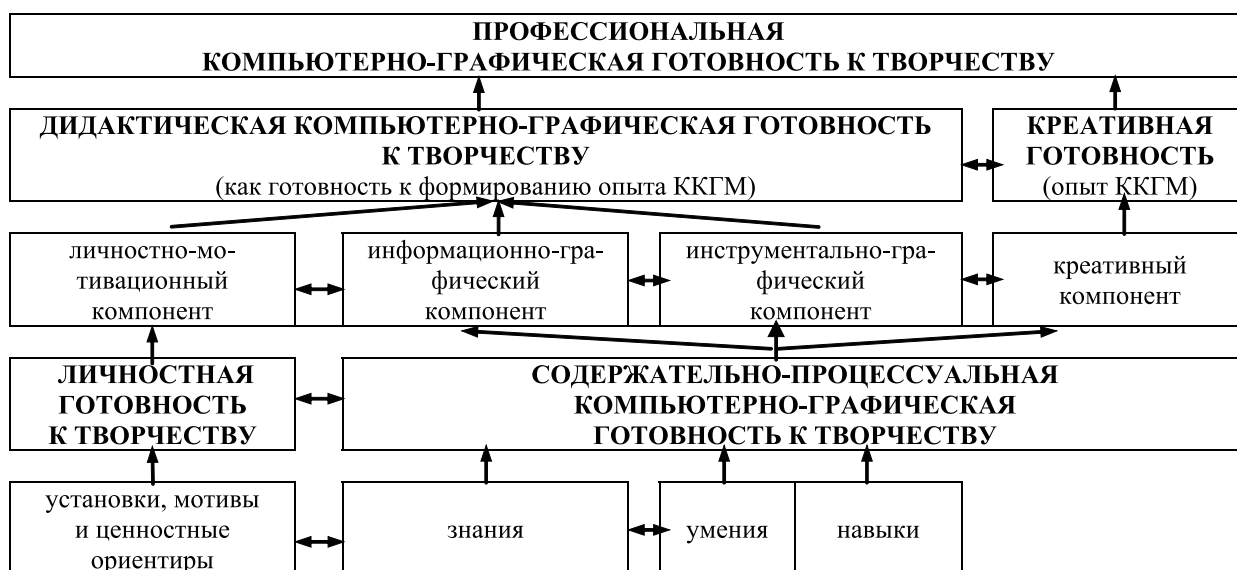 ПРОФЕССИОНАЛЬНАЯ
КОМПЬЮТЕРНО-ГРАФИЧЕСКАЯ ГОТОВНОСТЬ К ТВОРЧЕСТВУ
ДИДАКТИЧЕСКАЯ КОМПЬЮТЕРНО-ГРАФИЧЕСКАЯ ГОТОВНОСТЬ
К ТВОРЧЕСТВУ
(как готовность к формированию опыта ККГМ)
КРЕАТИВНАЯ
ГОТОВНОСТЬ
(опыт ККГМ)
личностно-мо-
тивационный
компонент
информационно-гра-
фический
компонент
инструментально-гра-
фический
компонент
креативный
компонент
ЛИЧНОСТНАЯ
ГОТОВНОСТЬ
К ТВОРЧЕСТВУ
СОДЕРЖАТЕЛЬНО-ПРОЦЕССУАЛЬНАЯ
КОМПЬЮТЕРНО-ГРАФИЧЕСКАЯ
ГОТОВНОСТЬ К ТВОРЧЕСТВУ
установки, мотивы
и ценностные
ориентиры
знания
умения
навыки